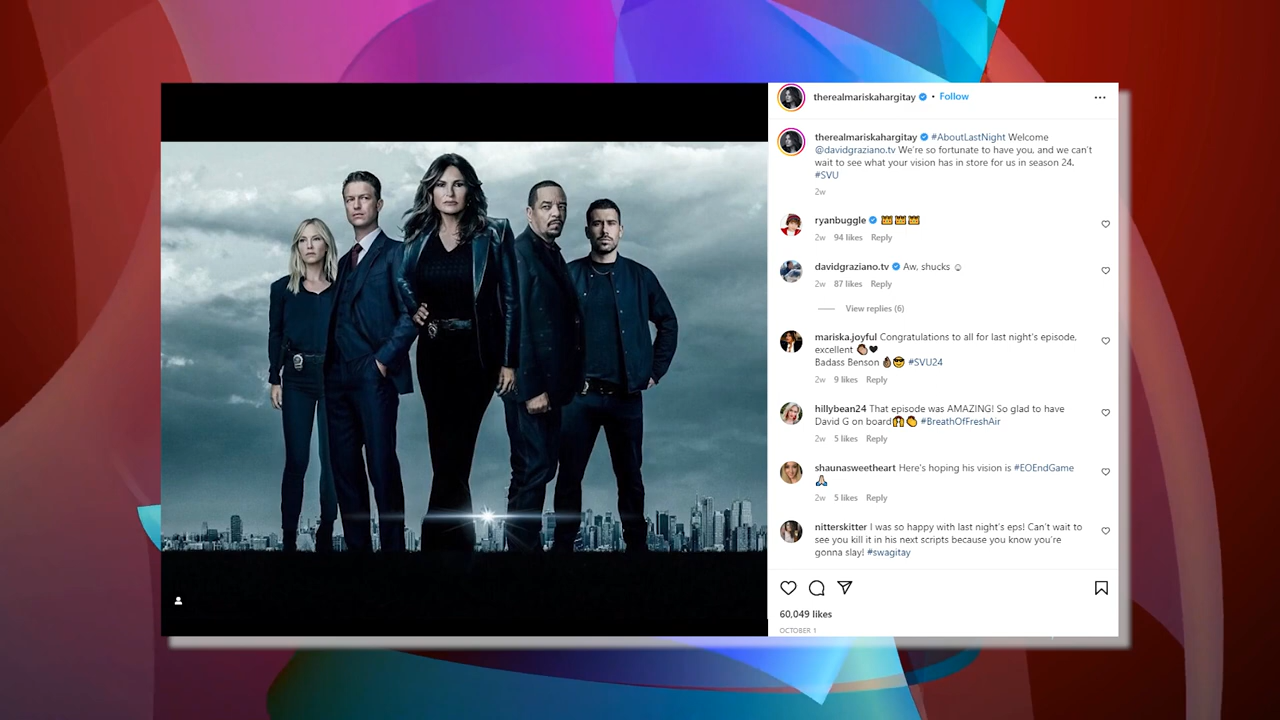 therealmariskahargitay • Follow
therealmariskahargitay #AboutLastNight Welcome
@davidgraziano.tv We're so fortunate to have you, and we can't
wait to see what your vision has in store for us in season 24.
#SVU
2w
ryanbuggle
2w 94 likes Reply
davidgraziano.tv Aw, shucks ☺
2w 87 likes Reply
View replies (6)
mariska.joyful Congratulations to all for last night's episode,
excellent 👏🏽🖤
Badass Benson 😎 #SVU24
2w 9 likes Reply
hillybean24 That episode was AMAZING! So glad to have
David G on board #BreathOfFreshAir
2w 5 likes Reply
shaunasweetheart Here's hoping his vision is #EOEndGame
🙏🏻
2w 5 likes Reply
nitterskitter I was so happy with last night's eps! Can't wait to
see you kill it in his next scripts because you know you're
gonna slay! #swagitay
60,049 likes
OCTOBER 1